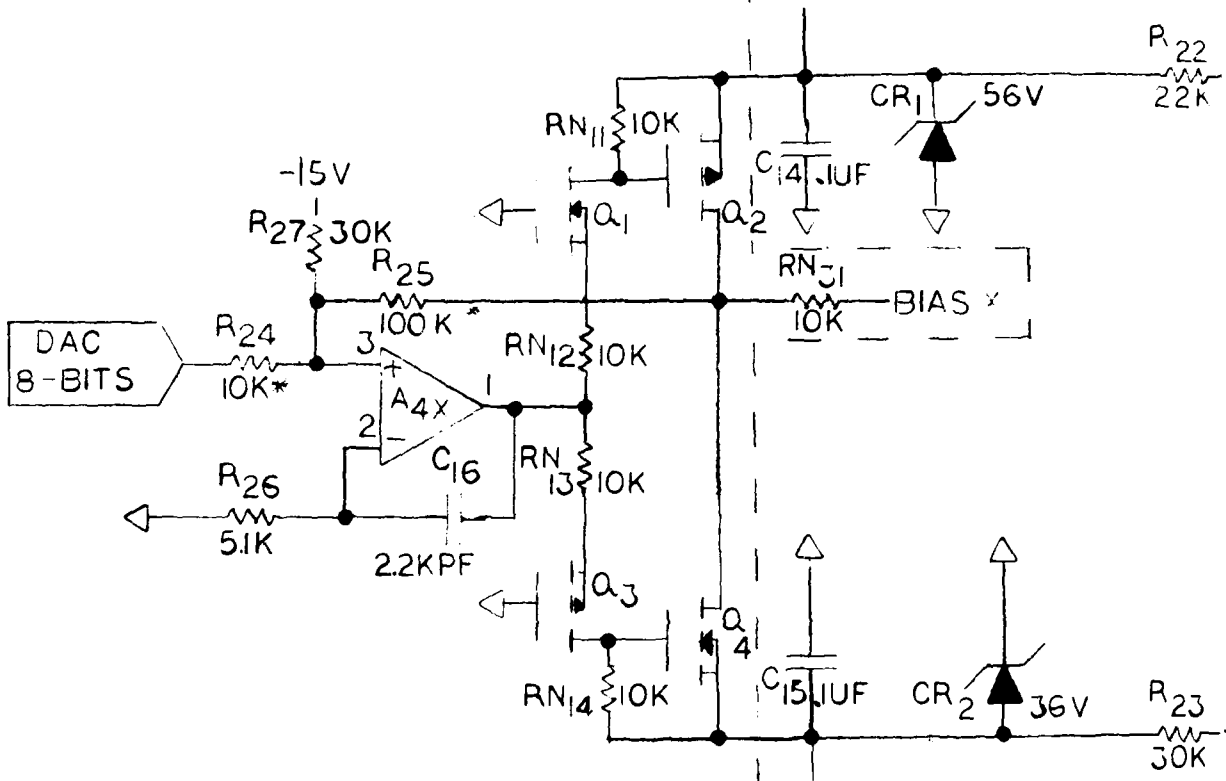 R22
22K
CR1 56V
RN11 10K
C14 .1UF
-15V
R27 30K
Q1
Q2
R25
100K *
RN31
10K
BIAS X
DAC
8-BITS
R24
10K*
3
+
A4X
1
2
-
RN12 10K
RN13 10K
C16
2.2KPF
R26
5.1K
Q3
Q4
RN14 10K
C15 .1UF
CR2 36V
R23
30K